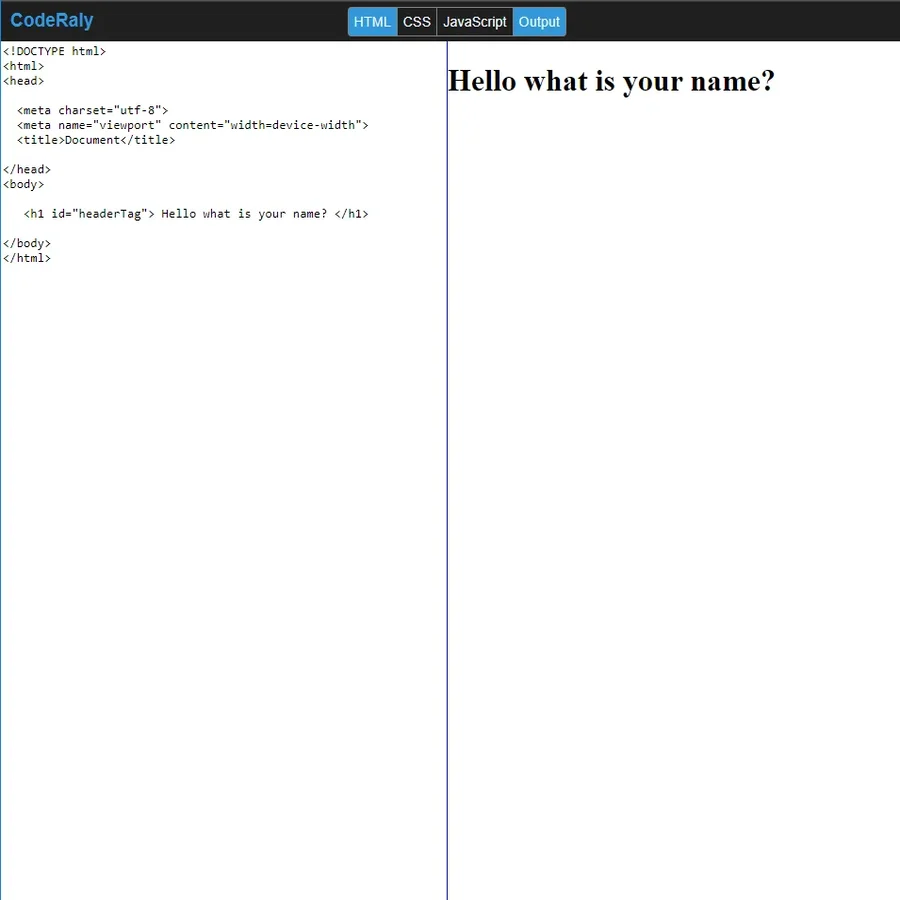 CodeRaly
HTML CSS JavaScript Output
<!DOCTYPE html>
<html>
<head>
<meta charset="utf-8">
<meta name="viewport" content="width=device-width">
<title>Document</title>
</head>
<body>
<h1 id="headerTag"> Hello what is your name? </h1>
</body>
</html>
Hello what is your name?